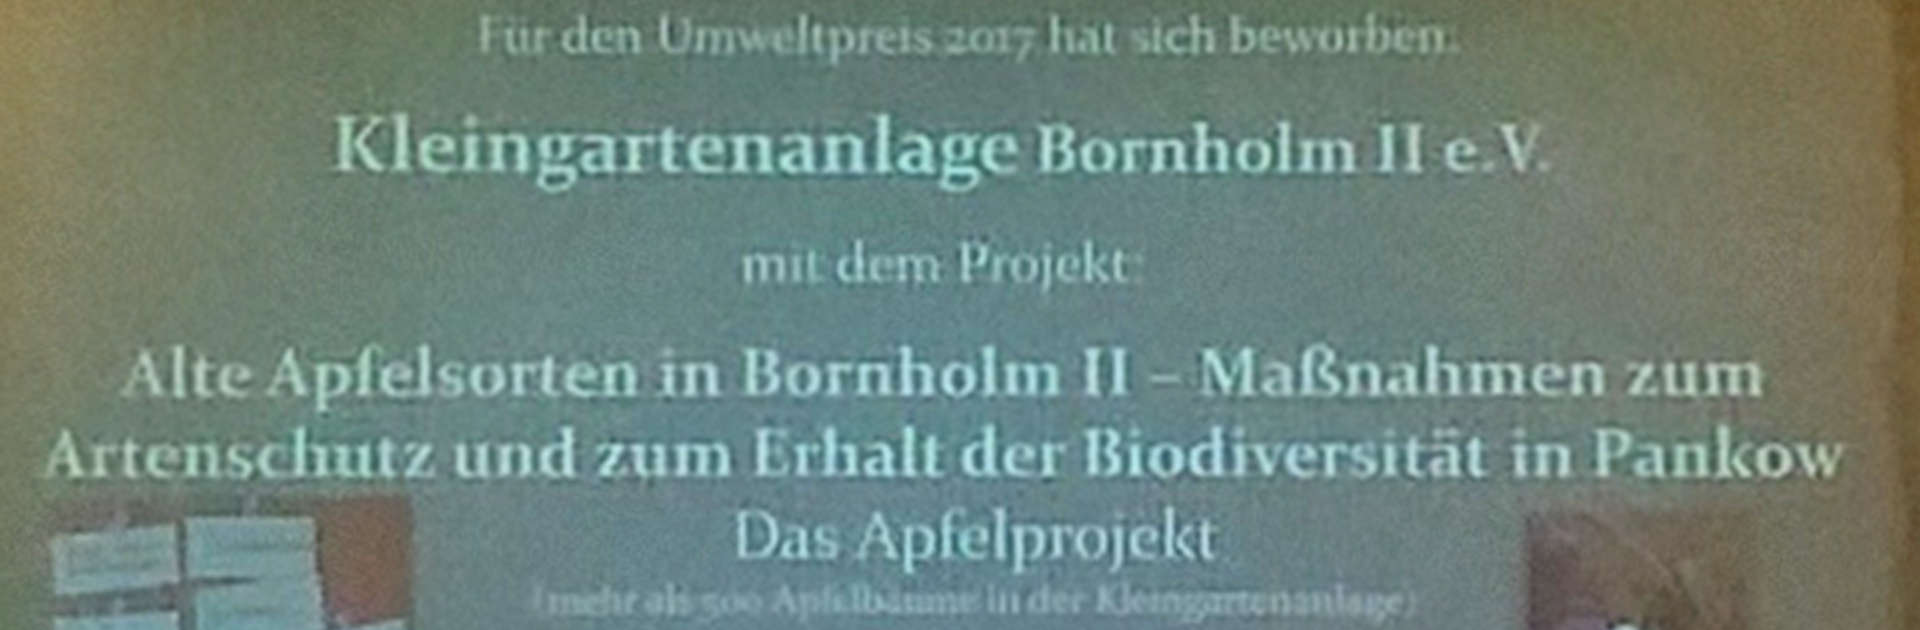 Für den Umweltpreis 2017 hat sich beworben:
Kleingartenanlage Bornholm II e.V.
mit dem Projekt:
Alte Apfelsorten in Bornholm II – Maßnahmen zum
Artenschutz und zum Erhalt der Biodiversität in Pankow
Das Apfelprojekt
(mehr als 500 Apfelbäume in der Kleingartenanlage)